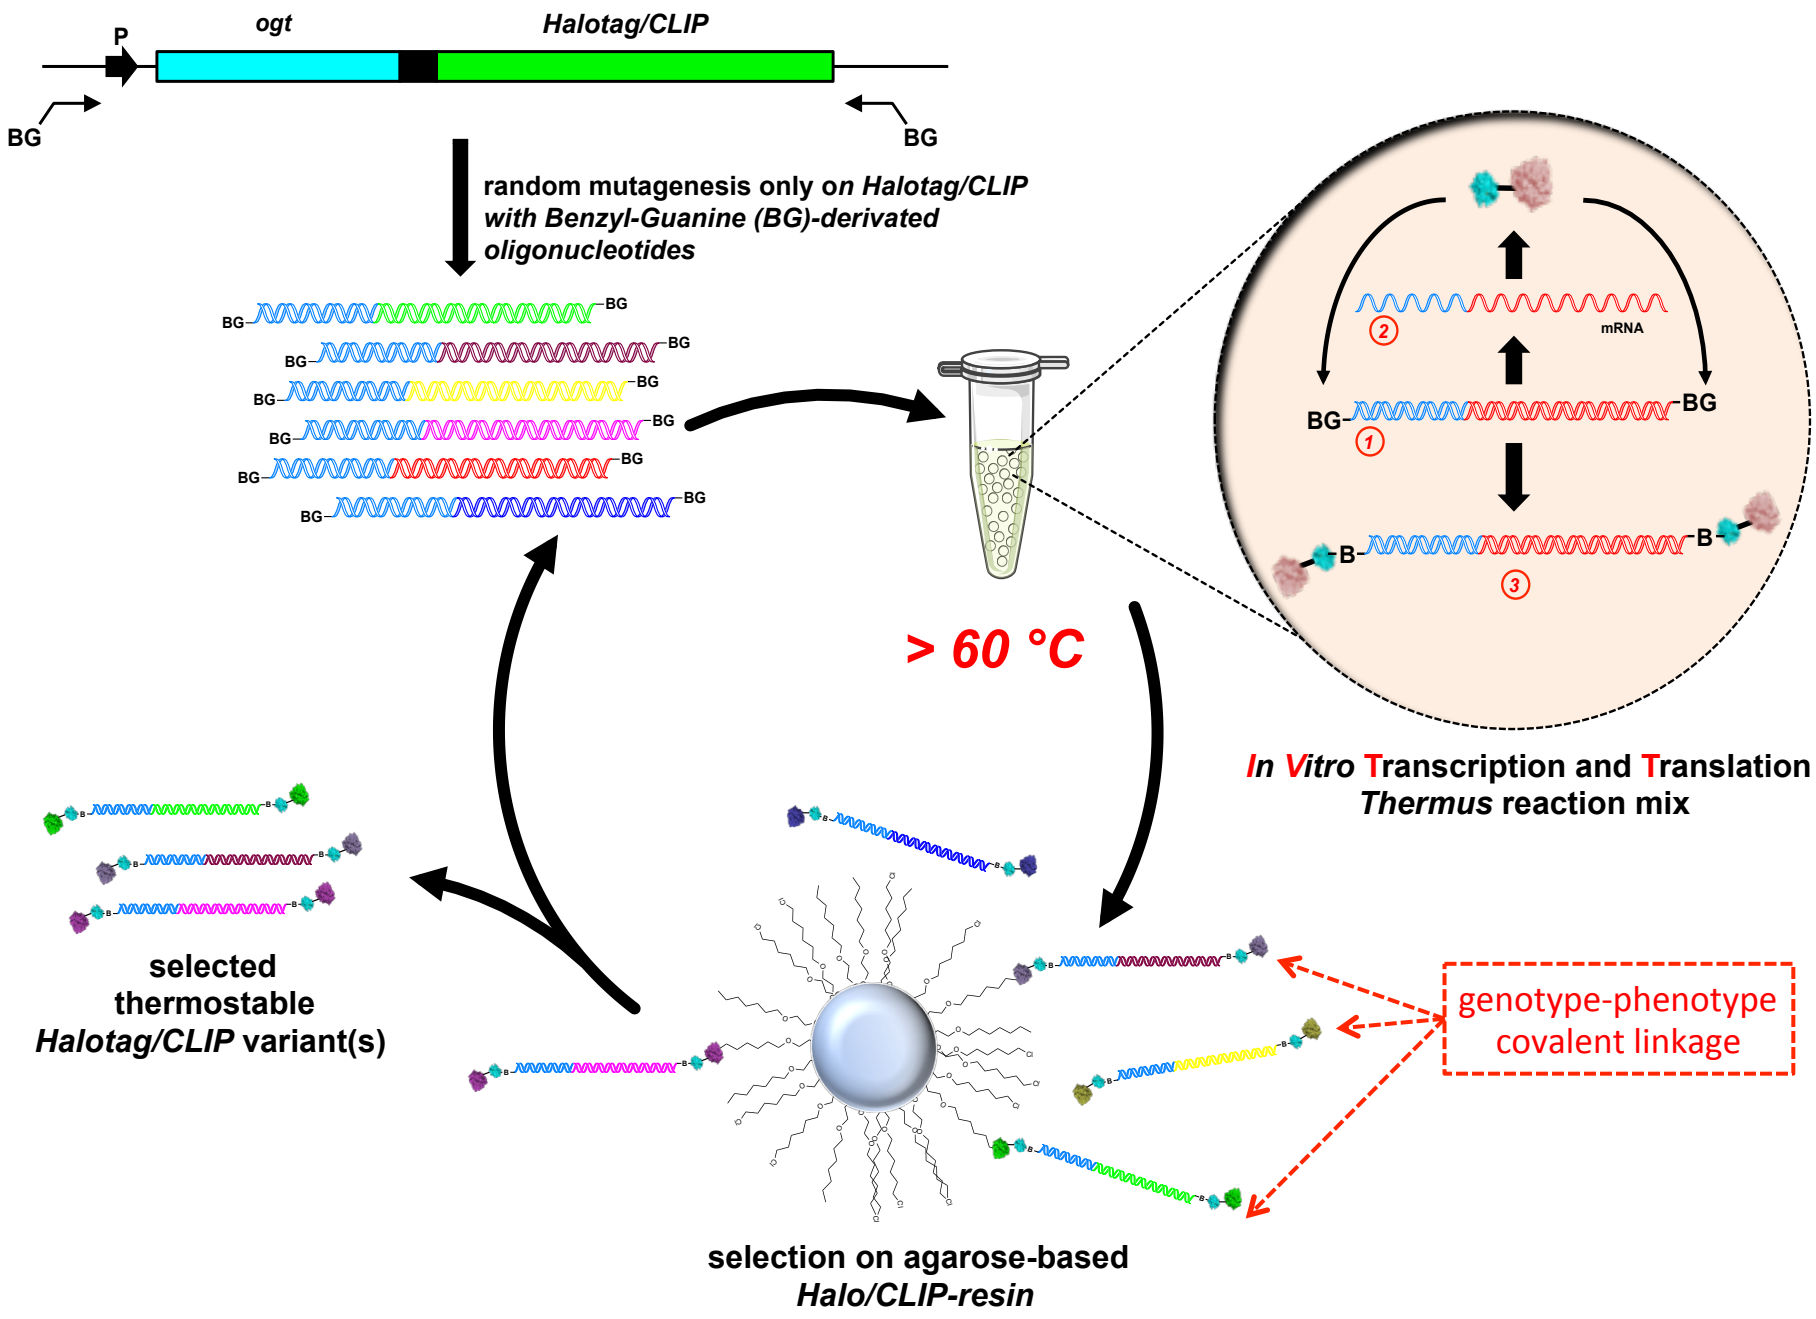 P
ogt
Halotag/CLIP
BG
BG
random mutagenesis only on Halotag/CLIP
with Benzyl-Guanine (BG)-derivated
oligonucleotides
BG
BG
BG
BG
BG
BG
BG
BG
BG
BG
BG
BG
2
mRNA
BG
BG
1
B
B
3
> 60 °C
In Vitro Transcription and Translation
Thermus reaction mix
B
B
B
B
B
B
selected
thermostable
Halotag/CLIP variant(s)
B
B
B
B
B
B
B
B
B
B
genotype-phenotype
covalent linkage
selection on agarose-based
Halo/CLIP-resin